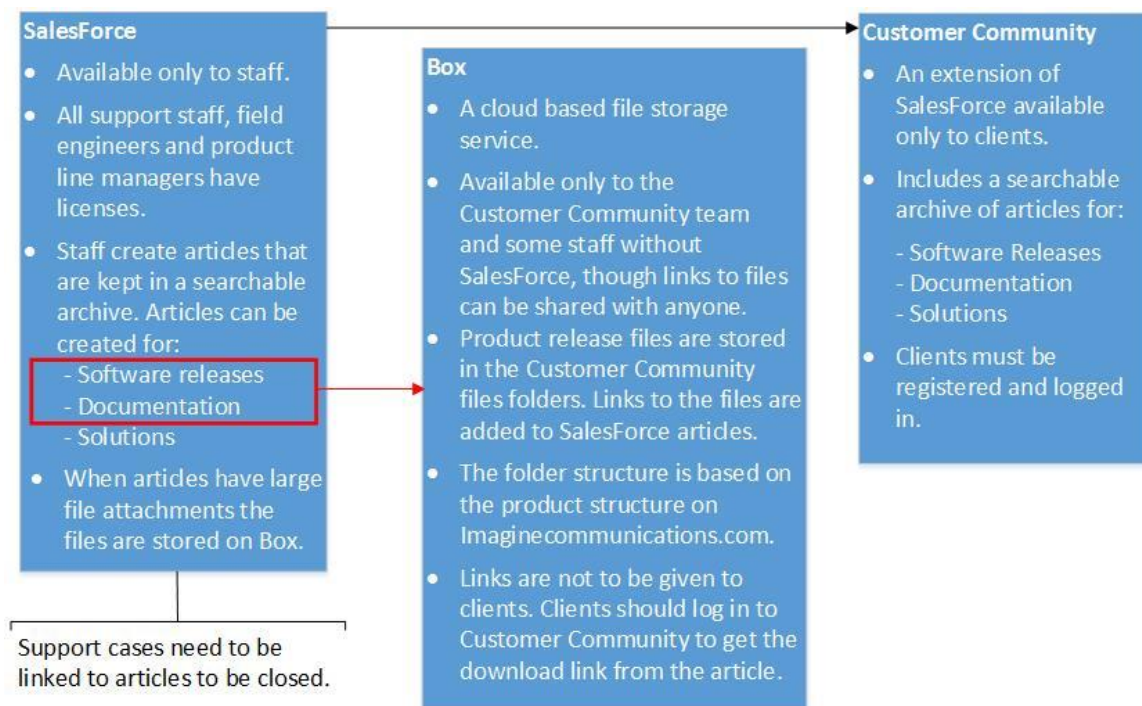 SalesForce
• Available only to staff.
• All support staff, field
engineers and product
line managers have
licenses.
• Staff create articles that
are kept in a searchable
archive. Articles can be
created for:
- Software releases
- Documentation
- Solutions
• When articles have large
file attachments the
files are stored on Box.
Support cases need to be
linked to articles to be closed.
Box
• A cloud based file storage
service.
• Available only to the
Customer Community team
and some staff without
SalesForce, though links to files
can be shared with anyone.
• Product release files are stored
in the Customer Community
files folders. Links to the files are
added to SalesForce articles.
• The folder structure is based on
the product structure on
Imaginecommunications.com.
• Links are not to be given to
clients. Clients should log in to
Customer Community to get the
download link from the article.
Customer Community
• An extension of
SalesForce available
only to clients.
• Includes a searchable
archive of articles for:
- Software Releases
- Documentation
- Solutions
• Clients must be
registered and logged
in.